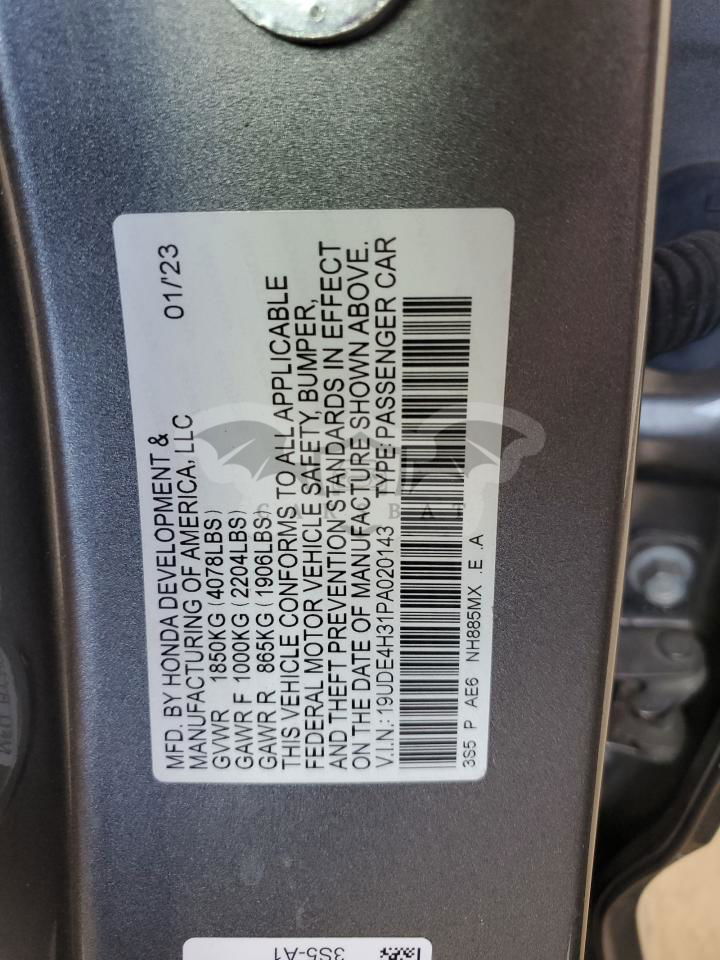 MFD. BY HONDA DEVELOPMENT &
MANUFACTURING OF AMERICA, LLC 01/'23
GVWR 1850KG (4078LBS)
GAWR F 1000KG (2204LBS)
GAWR R 865KG (1906LBS)
THIS VEHICLE CONFORMS TO ALL APPLICABLE
FEDERAL MOTOR VEHICLE SAFETY, BUMPER,
AND THEFT PREVENTION STANDARDS IN EFFECT
ON THE DATE OF MANUFACTURE SHOWN ABOVE.
V.I.N.:19UDE4H31PA020143 TYPE:PASSENGER CAR
3S5 P AE6 NH885MX .E .A
3S5-A1
CAR BAT